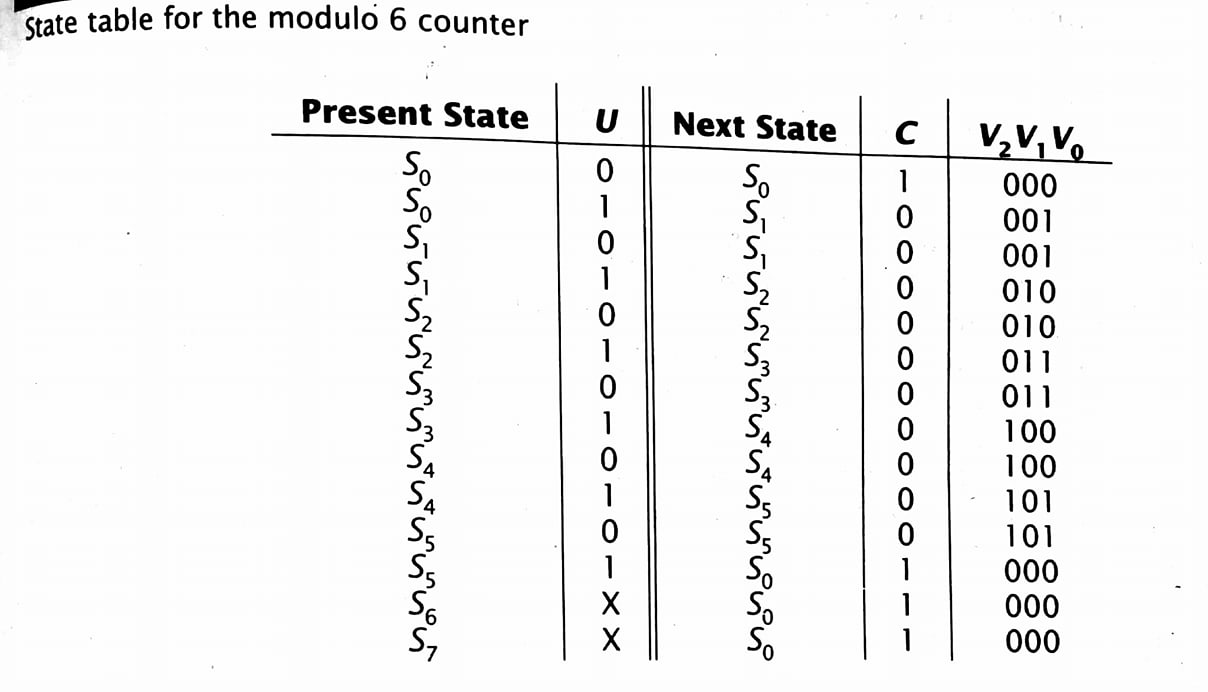 State table for the modulo 6 counter
Present State U Next State C V₂V₁V₀
S₀ 0 S₀ 1 000
S₀ 1 S₁ 0 001
S₁ 0 S₁ 0 001
S₁ 1 S₂ 0 010
S₂ 0 S₂ 0 010
S₂ 1 S₃ 0 011
S₃ 0 S₃ 0 011
S₃ 1 S₄ 0 100
S₄ 0 S₄ 0 100
S₄ 1 S₅ 0 101
S₅ 0 S₅ 0 101
S₅ 1 S₀ 1 000
S₆ X S₀ 1 000
S₇ X S₀ 1 000